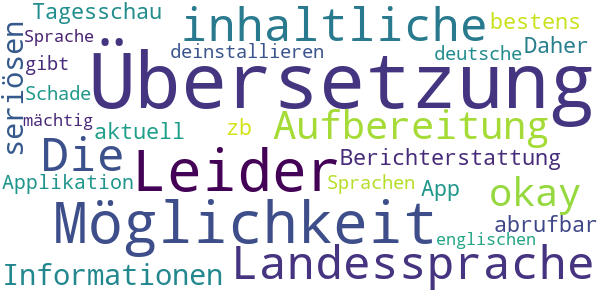 Tagesschau
inhaltliche
bestens
Sprache
deinstallieren
deutsche
Daher
seriösen
gibt
Übersetzung
Schade
mächtig
aktuell
zb
Aufbereitung
Die
Leider
Berichterstattung
Applikation
Sprachen
App
okay
Möglichkeit
abrufbar
englischen
Informationen
Landessprache